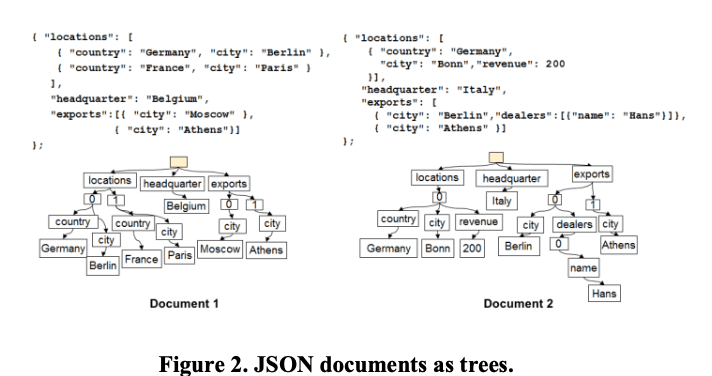 { "locations": [
{ "country": "Germany", "city": "Berlin" },
{ "country": "France", "city": "Paris" }
],
"headquarter": "Belgium",
"exports":[{ "city": "Moscow" },
{ "city": "Athens"}]
};
locations headquarter exports
0 1 Belgium 0 1
country country city city
city city
Germany Berlin France Paris Moscow Athens
Document 1
{ "locations": [
{ "country": "Germany",
"city": "Bonn","revenue": 200
}],
"headquarter": "Italy",
"exports": [
{ "city": "Berlin","dealers":[{"name": "Hans"}]},
{ "city": "Athens" }]
};
locations headquarter exports
0 Italy 0 1
country city revenue city dealers city
Germany Bonn 200 Berlin 0 Athens
name
Hans
Document 2
Figure 2. JSON documents as trees.